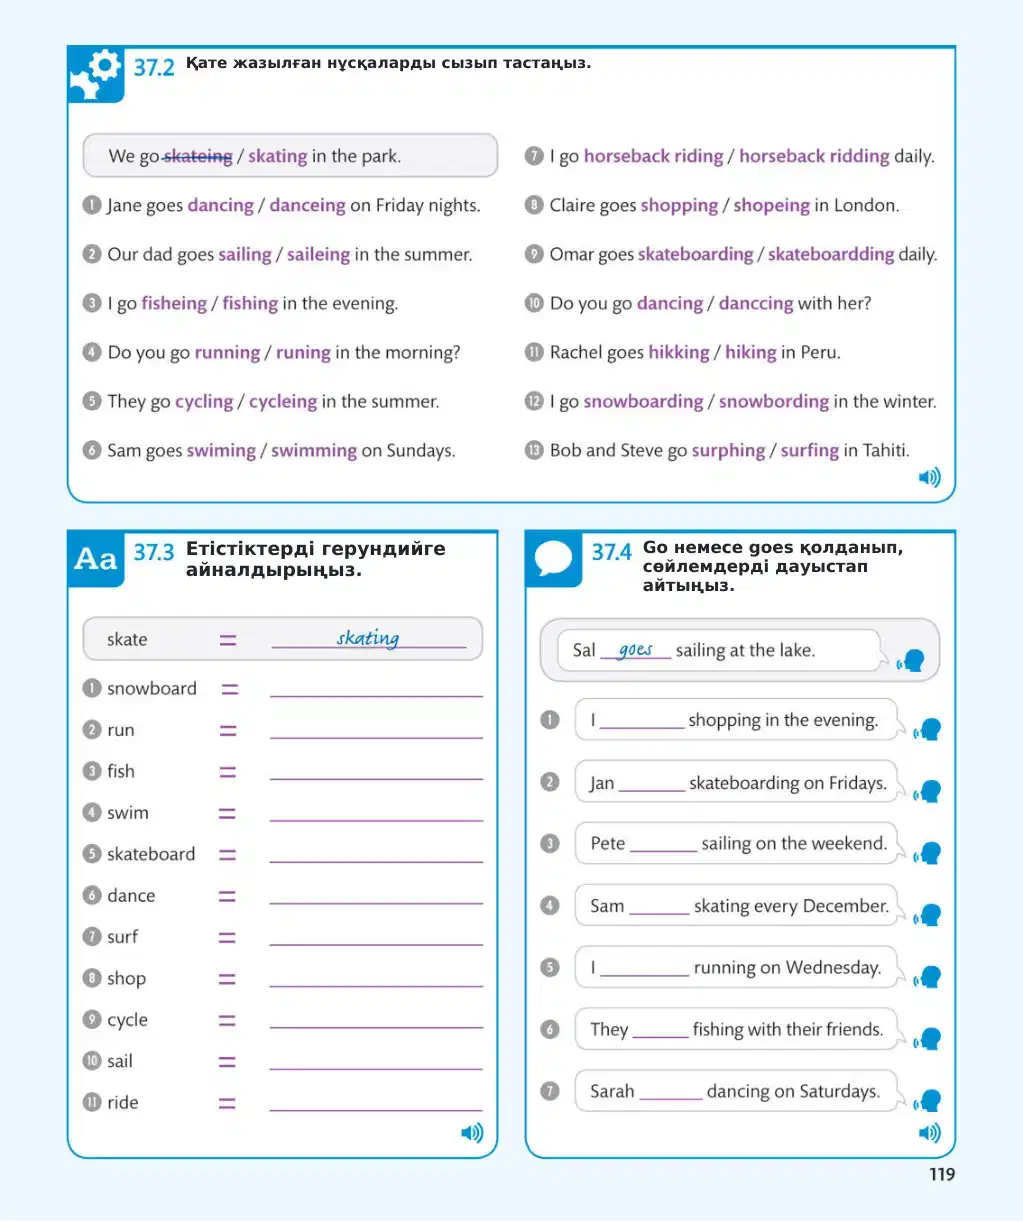 37.2 Қате жазылған нұсқаларды сызып тастаңыз.
We go skateing / skating in the park.
1 Jane goes dancing / danceing on Friday nights.
2 Our dad goes sailing / saileing in the summer.
3 I go fisheing / fishing in the evening.
4 Do you go running / runing in the morning?
5 They go cycling / cycleing in the summer.
6 Sam goes swiming / swimming on Sundays.
7 I go horseback riding / horseback ridding daily.
8 Claire goes shopping / shopeing in London.
9 Omar goes skateboarding / skateboardding daily.
10 Do you go dancing / danccing with her?
11 Rachel goes hikking / hiking in Peru.
12 I go snowboarding / snowbording in the winter.
13 Bob and Steve go surphing / surfing in Tahiti.
Aa 37.3 Етістіктерді герундийге
айналдырыңыз.
skate = skating
1 snowboard =
2 run =
3 fish =
4 swim =
5 skateboard =
6 dance =
7 surf =
8 shop =
9 cycle =
10 sail =
11 ride =
37.4 Go немесе goes қолданып,
сөйлемдерді дауыстап
айтыңыз.
Sal goes sailing at the lake.
1 I ________ shopping in the evening.
2 Jan ________ skateboarding on Fridays.
3 Pete ________ sailing on the weekend.
4 Sam ________ skating every December.
5 I ________ running on Wednesday.
6 They ________ fishing with their friends.
7 Sarah ________ dancing on Saturdays.
119